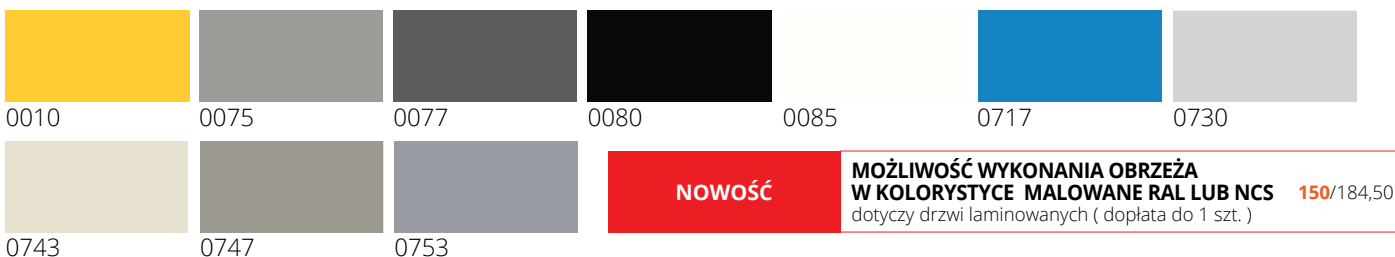 0010 0075 0077 0080 0085 0717 0730
0743 0747 0753
NOWOŚĆ
MOŻLIWOŚĆ WYKONANIA OBRZEŻA
W KOLORYSTYCE MALOWANE RAL LUB NCS 150/184,50
dotyczy drzwi laminowanych ( dopłata do 1 szt. )